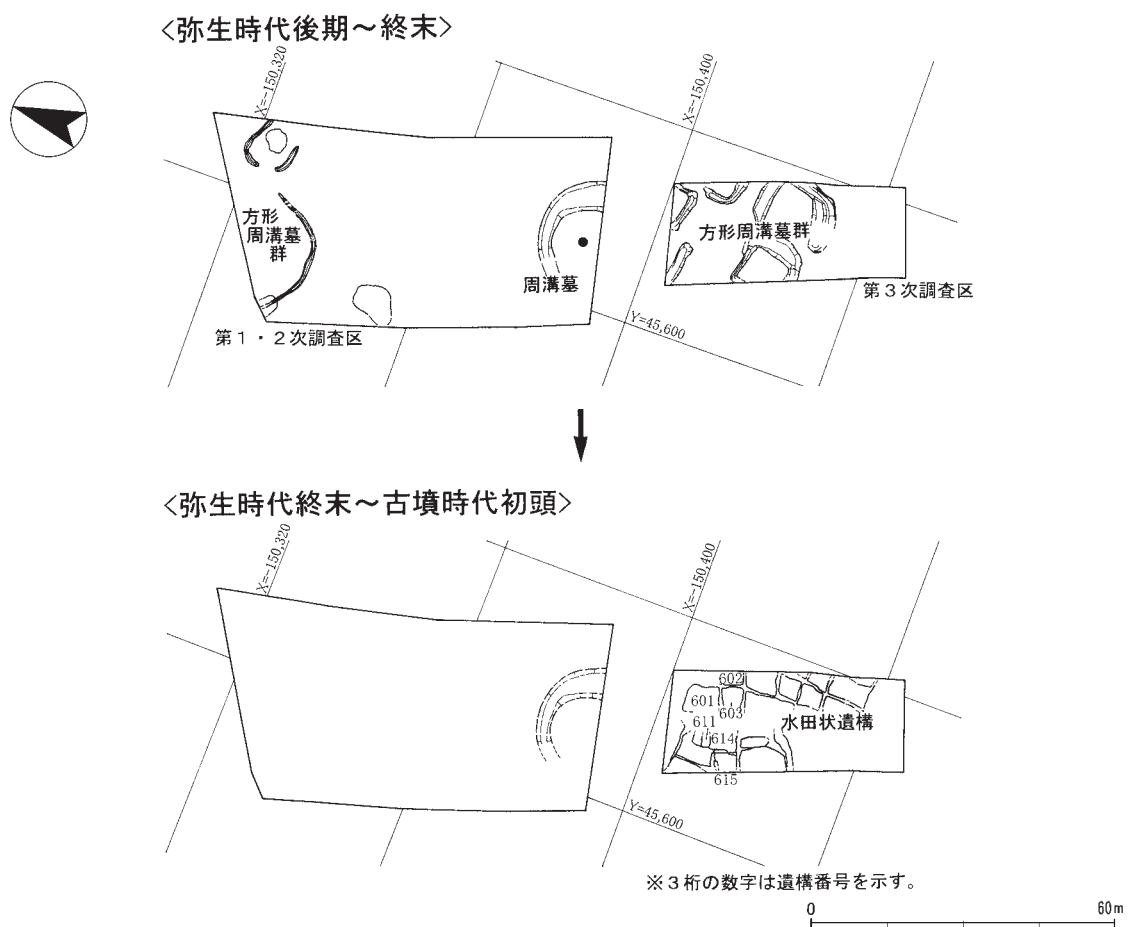 <弥生時代後期～終末>
X=-150,320
X=-150,400
方形
周溝墓
群
方形周溝墓群
周溝墓
第3次調査区
Y=45,600
第1・2次調査区
<弥生時代終末～古墳時代初頭>
X=-150,320
X=-150,400
602
601
603
水田状遺構
611
614
615
Y=45,600
※3桁の数字は遺構番号を示す。
0
60m